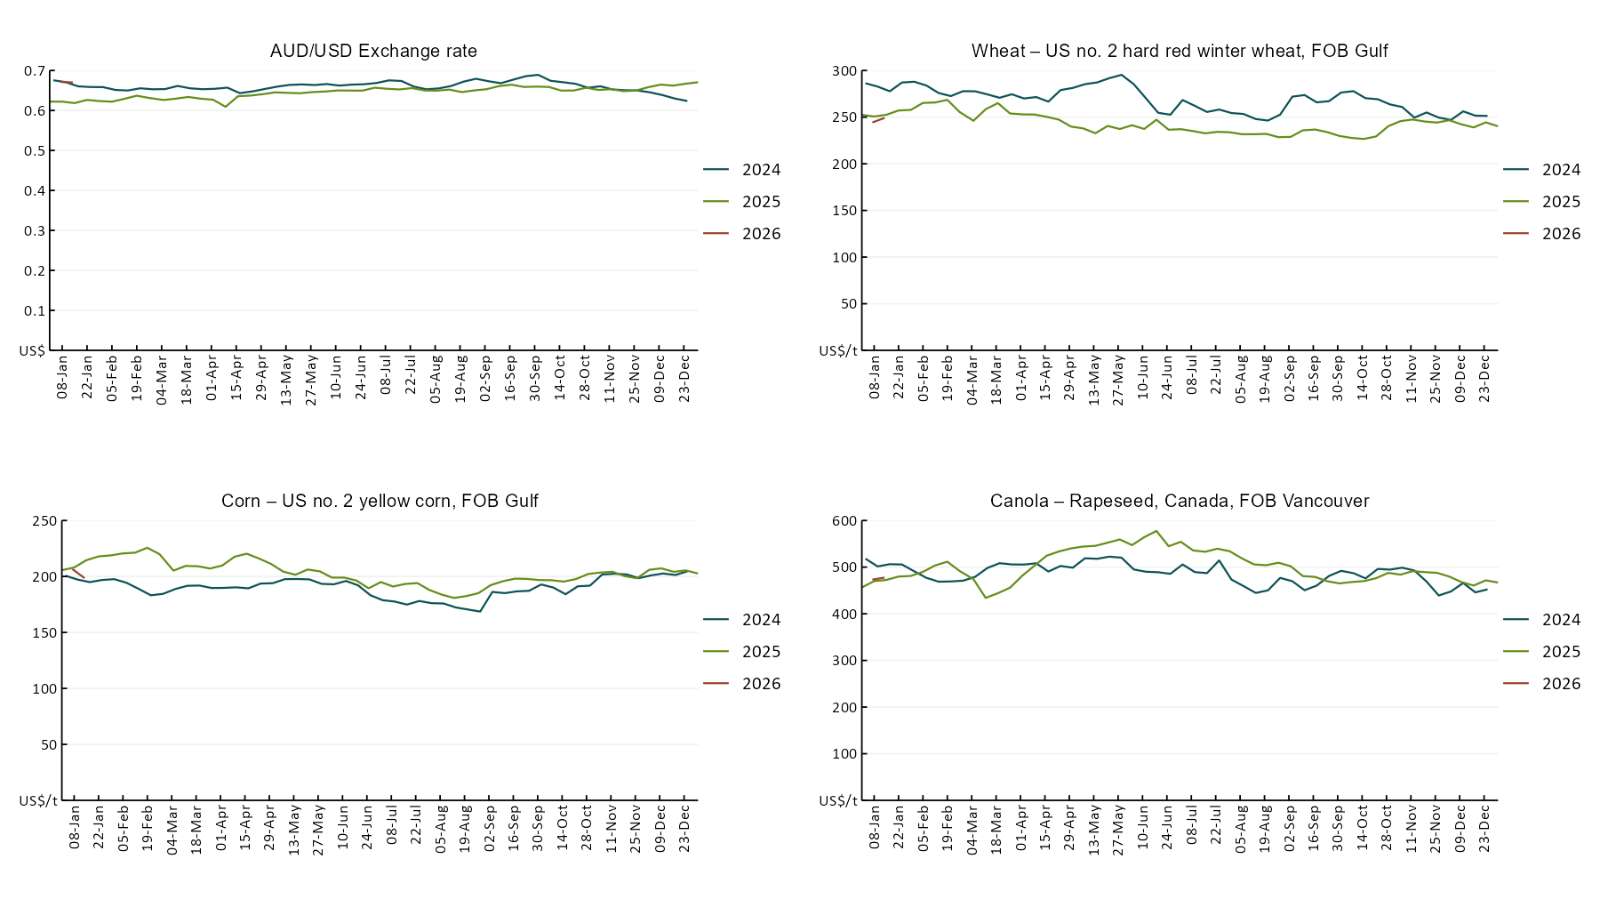 AUD/USD Exchange rate
0.7
0.6
0.5
0.4
0.3
0.2
0.1
US$
08-Jan
22-Jan
05-Feb
19-Feb
04-Mar
18-Mar
01-Apr
15-Apr
29-Apr
13-May
27-May
10-Jun
24-Jun
08-Jul
22-Jul
05-Aug
19-Aug
02-Sep
16-Sep
30-Sep
14-Oct
28-Oct
11-Nov
25-Nov
09-Dec
23-Dec
2024
2025
2026
Wheat – US no. 2 hard red winter wheat, FOB Gulf
300
250
200
150
100
50
US$/t
08-Jan
22-Jan
05-Feb
19-Feb
04-Mar
18-Mar
01-Apr
15-Apr
29-Apr
13-May
27-May
10-Jun
24-Jun
08-Jul
22-Jul
05-Aug
19-Aug
02-Sep
16-Sep
30-Sep
14-Oct
28-Oct
11-Nov
25-Nov
09-Dec
23-Dec
2024
2025
2026
Corn – US no. 2 yellow corn, FOB Gulf
250
200
150
100
50
US$/t
08-Jan
22-Jan
05-Feb
19-Feb
04-Mar
18-Mar
01-Apr
15-Apr
29-Apr
13-May
27-May
10-Jun
24-Jun
08-Jul
22-Jul
05-Aug
19-Aug
02-Sep
16-Sep
30-Sep
14-Oct
28-Oct
11-Nov
25-Nov
09-Dec
23-Dec
2024
2025
2026
Canola – Rapeseed, Canada, FOB Vancouver
600
500
400
300
200
100
US$/t
08-Jan
22-Jan
05-Feb
19-Feb
04-Mar
18-Mar
01-Apr
15-Apr
29-Apr
13-May
27-May
10-Jun
24-Jun
08-Jul
22-Jul
05-Aug
19-Aug
02-Sep
16-Sep
30-Sep
14-Oct
28-Oct
11-Nov
25-Nov
09-Dec
23-Dec
2024
2025
2026